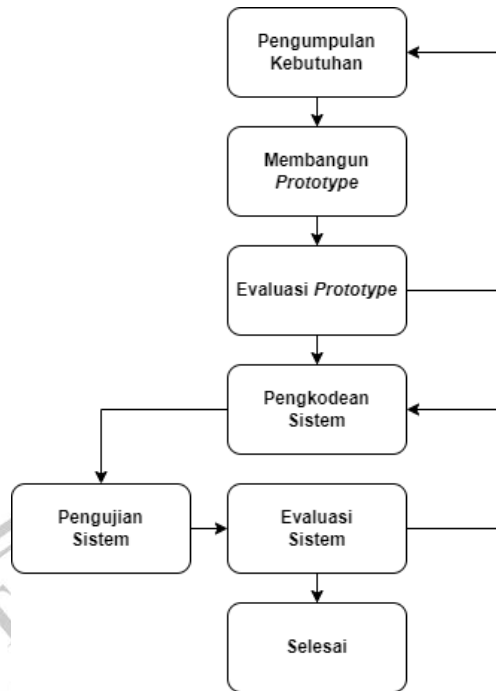 Pengumpulan
Kebutuhan
Membangun
Prototype
Evaluasi Prototype
Pengkodean
Sistem
Pengujian
Sistem
Evaluasi
Sistem
Selesai